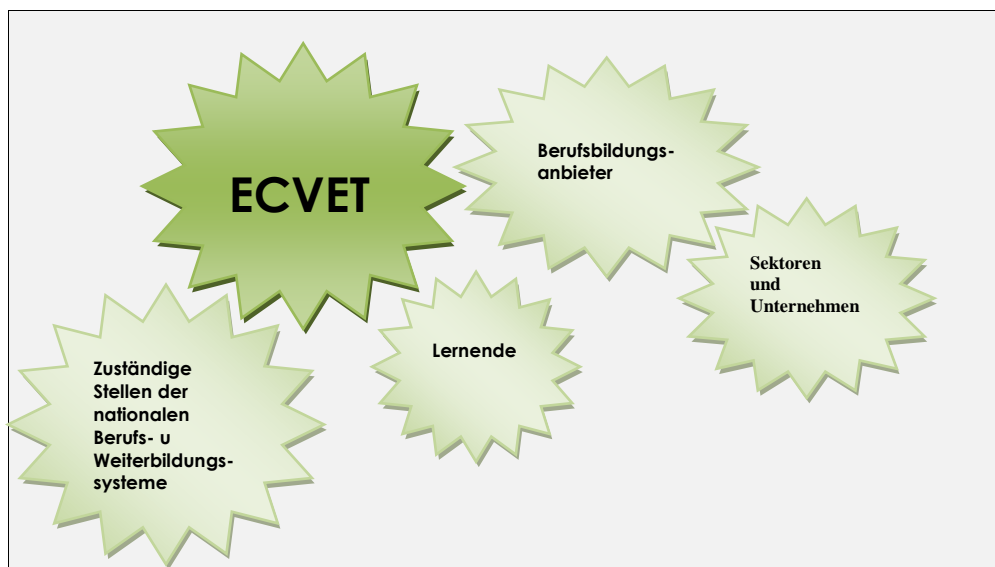 ECVET
Berufsbildungs-
anbieter
Sektoren
und
Unternehmen
Lernende
Zuständige
Stellen der
nationalen
Berufs- u
Weiterbildungs-
systeme